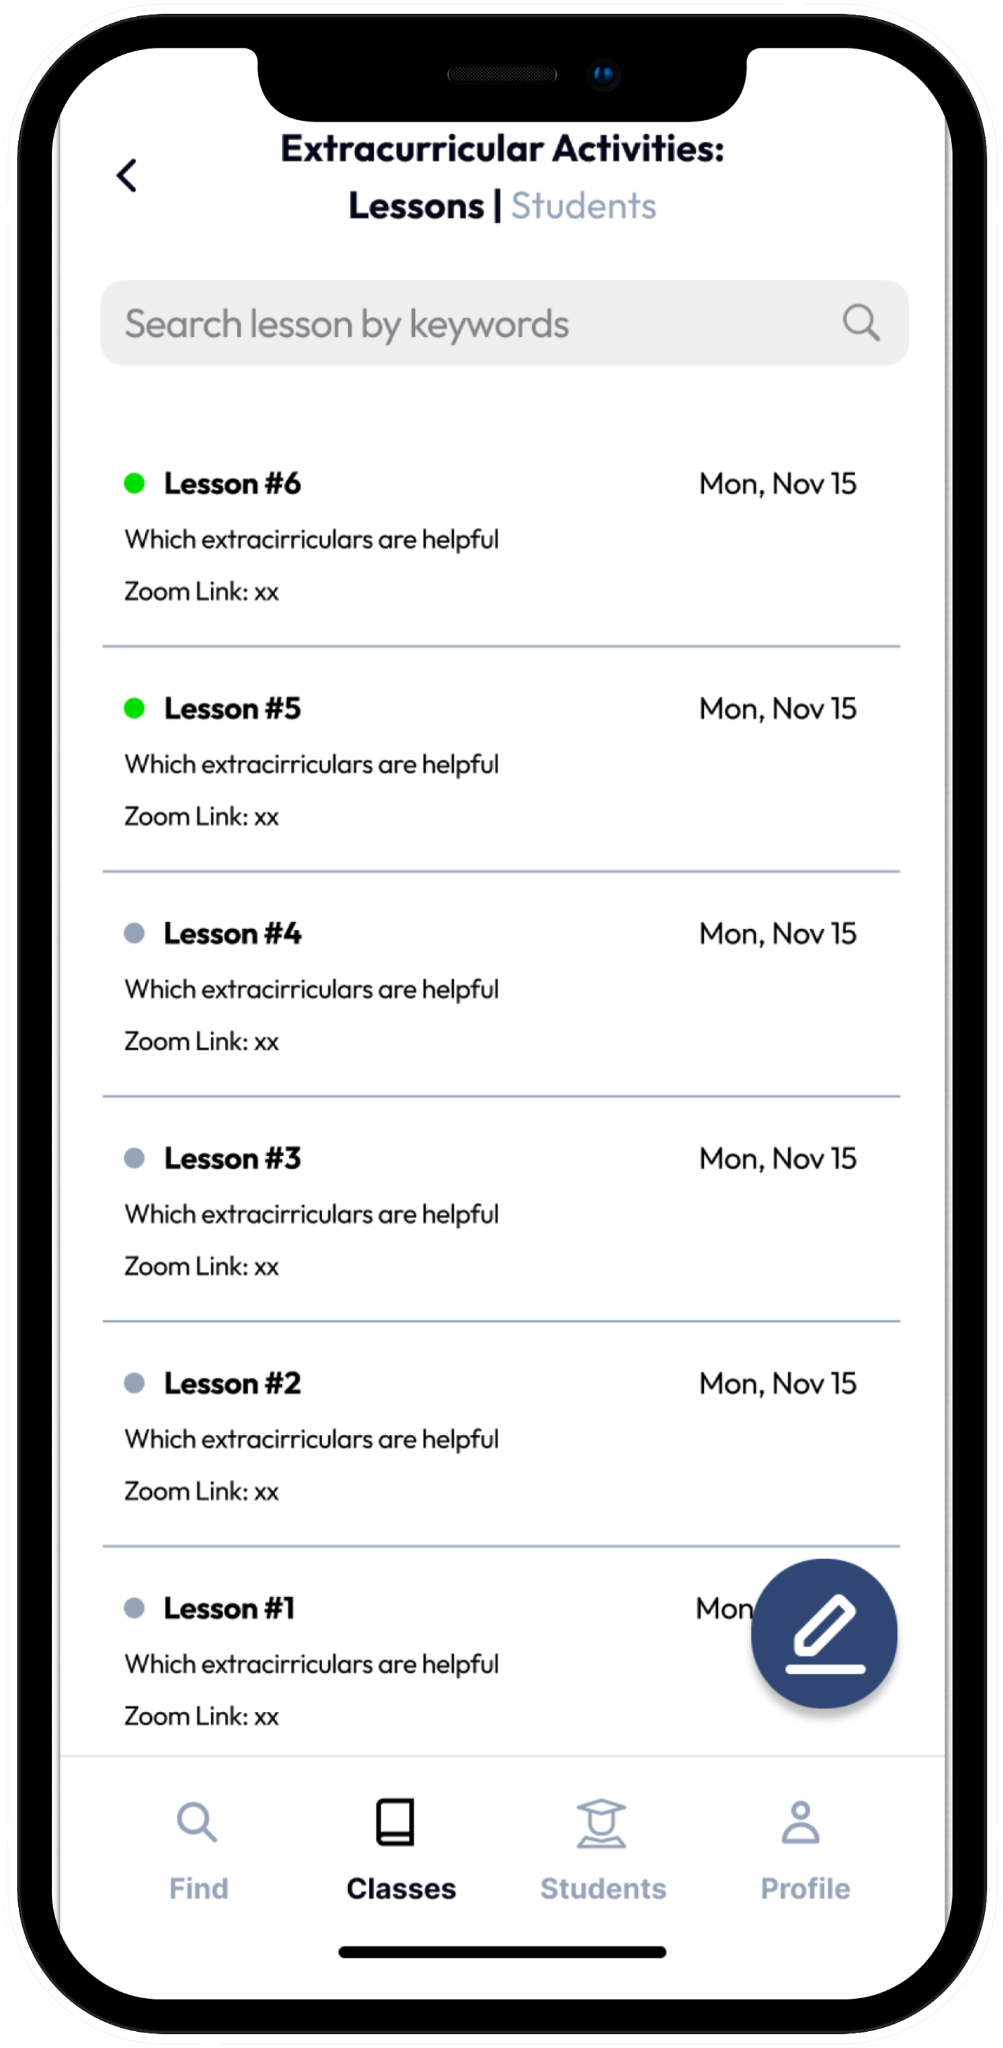 Extracurricular Activities:
Lessons | Students
Search lesson by keywords
Lesson #6 Mon, Nov 15
Which extracirriculars are helpful
Zoom Link: xx
Lesson #5 Mon, Nov 15
Which extracirriculars are helpful
Zoom Link: xx
Lesson #4 Mon, Nov 15
Which extracirriculars are helpful
Zoom Link: xx
Lesson #3 Mon, Nov 15
Which extracirriculars are helpful
Zoom Link: xx
Lesson #2 Mon, Nov 15
Which extracirriculars are helpful
Zoom Link: xx
Lesson #1 Mon
Which extracirriculars are helpful
Zoom Link: xx
Find Classes Students Profile